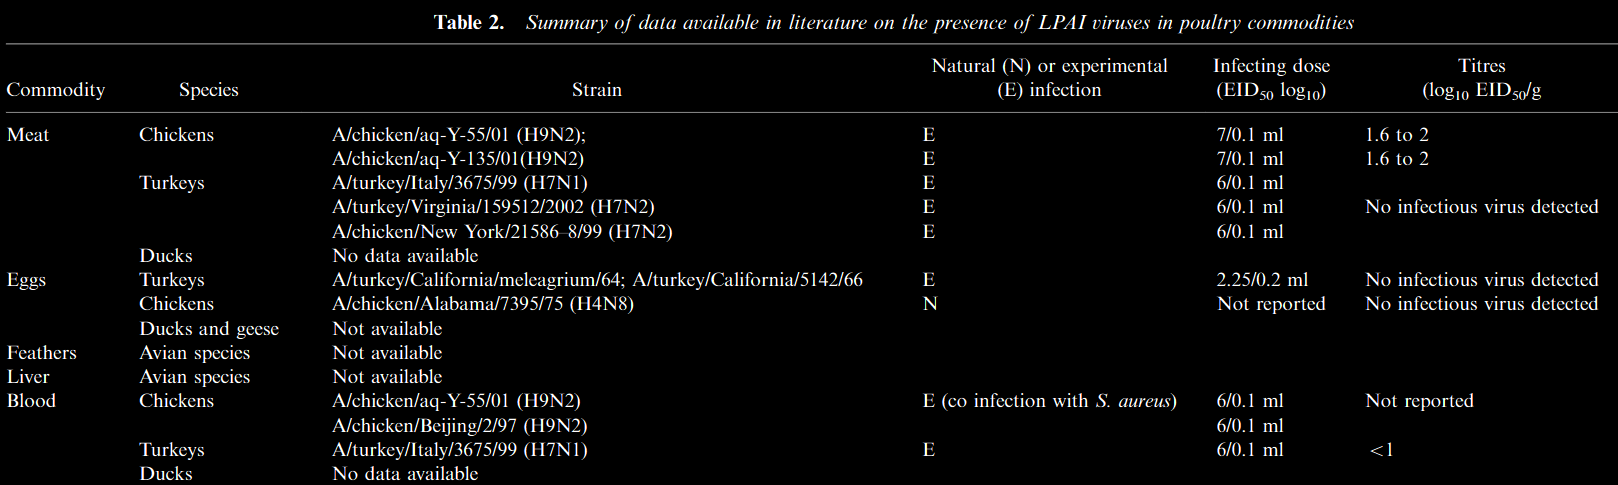 Table 2. Summary of data available in literature on the presence of LPAI viruses in poultry commodities
Natural (N) or experimental Infecting dose Titres
Commodity Species Strain (E) infection (EID50 log10) (log10 EID50/g
Meat Chickens A/chicken/aq-Y-55/01 (H9N2); E 7/0.1 ml 1.6 to 2
A/chicken/aq-Y-135/01(H9N2) E 7/0.1 ml 1.6 to 2
Turkeys A/turkey/Italy/3675/99 (H7N1) E 6/0.1 ml
A/turkey/Virginia/159512/2002 (H7N2) E 6/0.1 ml No infectious virus detected
A/chicken/New York/21586–8/99 (H7N2) E 6/0.1 ml
Ducks No data available
Eggs Turkeys A/turkey/California/meleagrium/64; A/turkey/California/5142/66 E 2.25/0.2 ml No infectious virus detected
Chickens A/chicken/Alabama/7395/75 (H4N8) N Not reported No infectious virus detected
Ducks and geese Not available
Feathers Avian species Not available
Liver Avian species Not available
Blood Chickens A/chicken/aq-Y-55/01 (H9N2) E (co infection with S. aureus) 6/0.1 ml Not reported
A/chicken/Beijing/2/97 (H9N2) 6/0.1 ml
Turkeys A/turkey/Italy/3675/99 (H7N1) E 6/0.1 ml <1
Ducks No data available